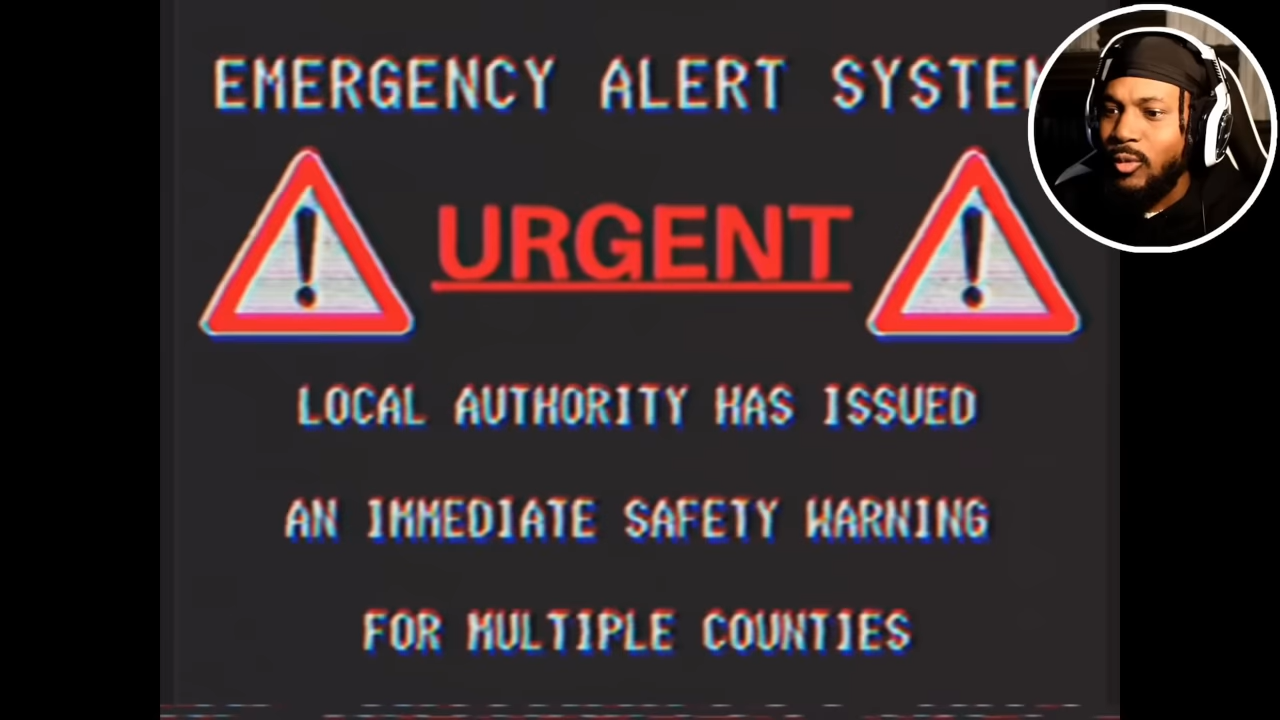 EMERGENCY ALERT SYSTEM
URGENT
LOCAL AUTHORITY HAS ISSUED
AN IMMEDIATE SAFETY WARNING
FOR MULTIPLE COUNTIES